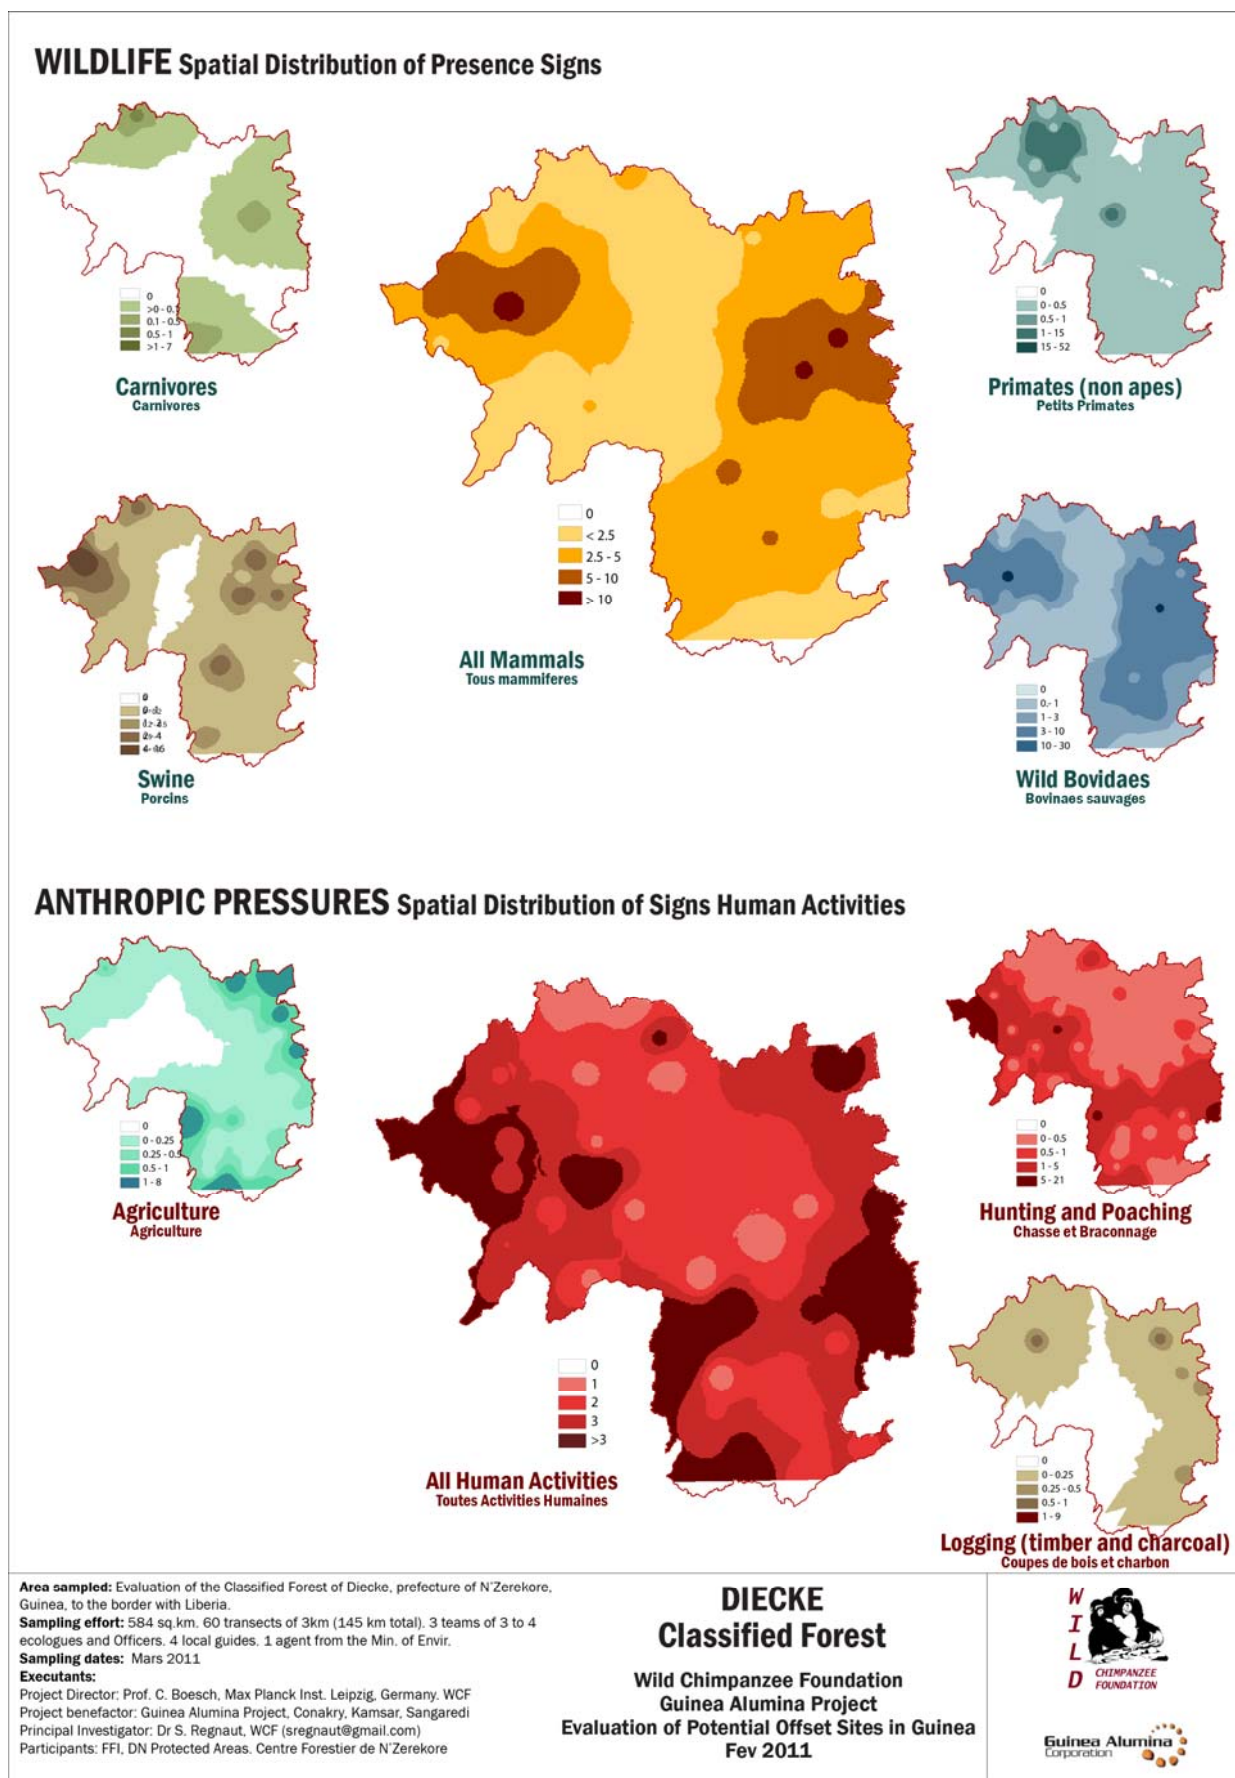 WILDLIFE Spatial Distribution of Presence Signs
0
>0 - 0.1
0.1 - 0.5
0.5 - 1
>1 - 7
Carnivores
Carnivores
0
< 2.5
2.5 - 5
5 - 10
> 10
All Mammals
Tous mammiferes
0
0 - 0.5
0.5 - 1
1 - 15
15 - 52
Primates (non apes)
Petits Primates
Swine
Porcins
0
0.- 1
1 - 3
3 - 10
10 - 30
Wild Bovidaes
Bovinaes sauvages
ANTHROPIC PRESSURES Spatial Distribution of Signs Human Activities
0
0 - 0.25
0.25 - 0.5
0.5 - 1
1 - 8
Agriculture
Agriculture
0
1
2
3
>3
All Human Activities
Toutes Activities Humaines
0
0 - 0.5
0.5 - 1
1 - 5
5 - 21
Hunting and Poaching
Chasse et Braconnage
0
0 - 0.25
0.25 - 0.5
0.5 - 1
1 - 9
Logging (timber and charcoal)
Coupes de bois et charbon
Area sampled: Evaluation of the Classified Forest of Diecke, prefecture of N'Zerekore,
Guinea, to the border with Liberia.
Sampling effort: 584 sq.km. 60 transects of 3km (145 km total). 3 teams of 3 to 4
ecologues and Officers. 4 local guides. 1 agent from the Min. of Envir.
Sampling dates: Mars 2011
Executants:
Project Director: Prof. C. Boesch, Max Planck Inst. Leipzig, Germany. WCF
Project benefactor: Guinea Alumina Project, Conakry, Kamsar, Sangaredi
Principal Investigator: Dr S. Regnaut, WCF (sregnaut@gmail.com)
Participants: FFI, DN Protected Areas. Centre Forestier de N'Zerekore
DIECKE
Classified Forest
Wild Chimpanzee Foundation
Guinea Alumina Project
Evaluation of Potential Offset Sites in Guinea
Fev 2011
WILD
CHIMPANZEE
FOUNDATION
Guinea Alumina
Corporation